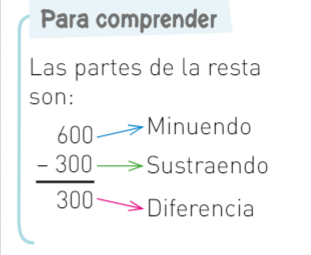 Para comprender
Las partes de la resta
son:
600 Minuendo
- 300 Sustraendo
300 Diferencia